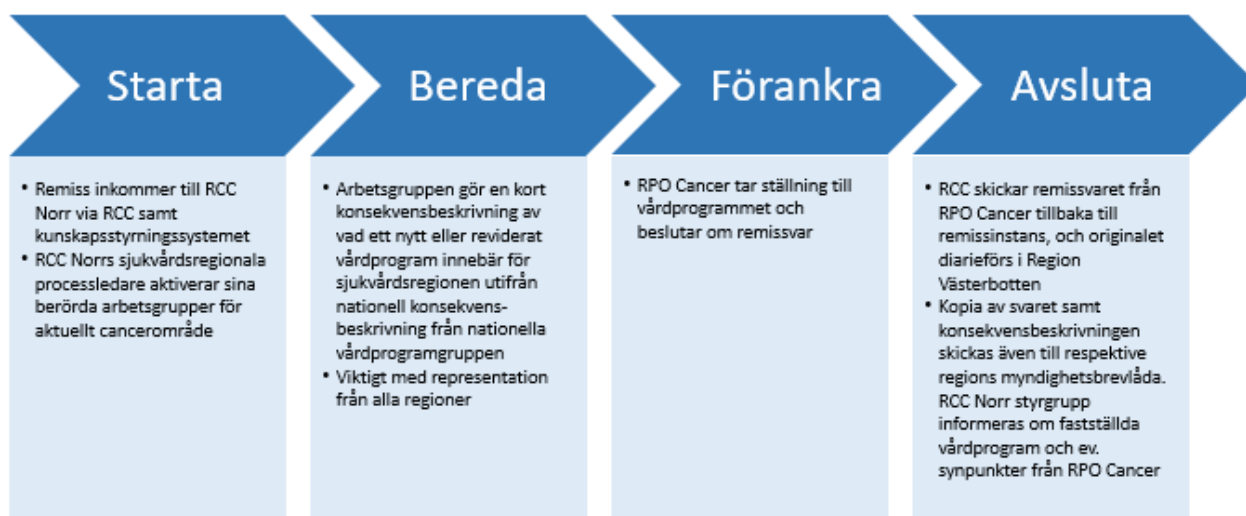 Starta
Bereda
Förankra
Avsluta
• Remiss inkommer till RCC
Norr via RCC samt
kunskapsstyrningssystemet
• RCC Norrs sjukvårdsregionala
processledare aktiverar sina
berörda arbetsgrupper för
aktuellt cancerområde
• Arbetsgruppen gör en kort
konsekvensbeskrivning av
vad ett nytt eller reviderat
vårdprogram innebär för
sjukvårdsregionen utifrån
nationell konsekvens-
beskrivning från nationella
vårdprogramgruppen
• Viktigt med representation
från alla regioner
• RPO Cancer tar ställning till
vårdprogrammet och
beslutar om remissvar
• RCC skickar remissvaret från
RPO Cancer tillbaka till
remissinstans, och originalet
diarieförs i Region
Västerbotten
• Kopia av svaret samt
konsekvensbeskrivningen
skickas även till respektive
regions myndighetsbrevlåda.
RCC Norr styrgrupp
informeras om fastställda
vårdprogram och ev.
synpunkter från RPO Cancer